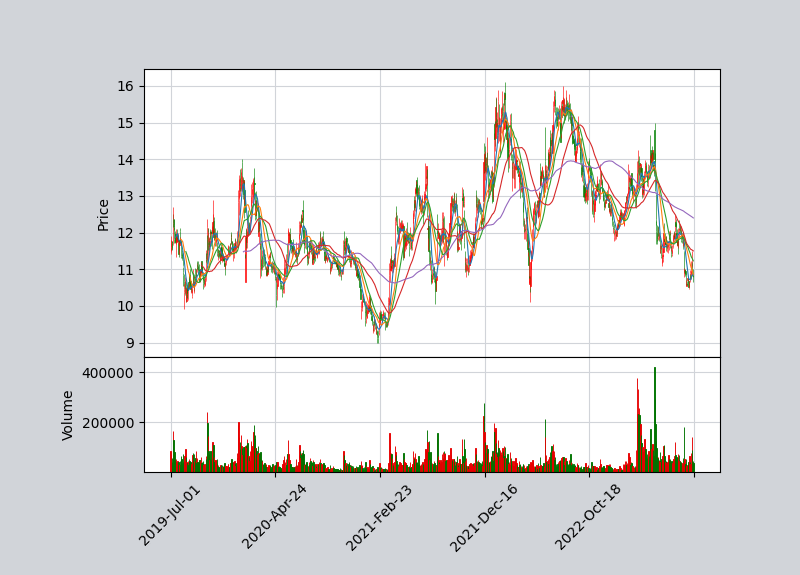 Price
16
15
14
13
12
11
10
9
Volume
400000
200000
2019-Jul-01
2020-Apr-24
2021-Feb-23
2021-Dec-16
2022-Oct-18